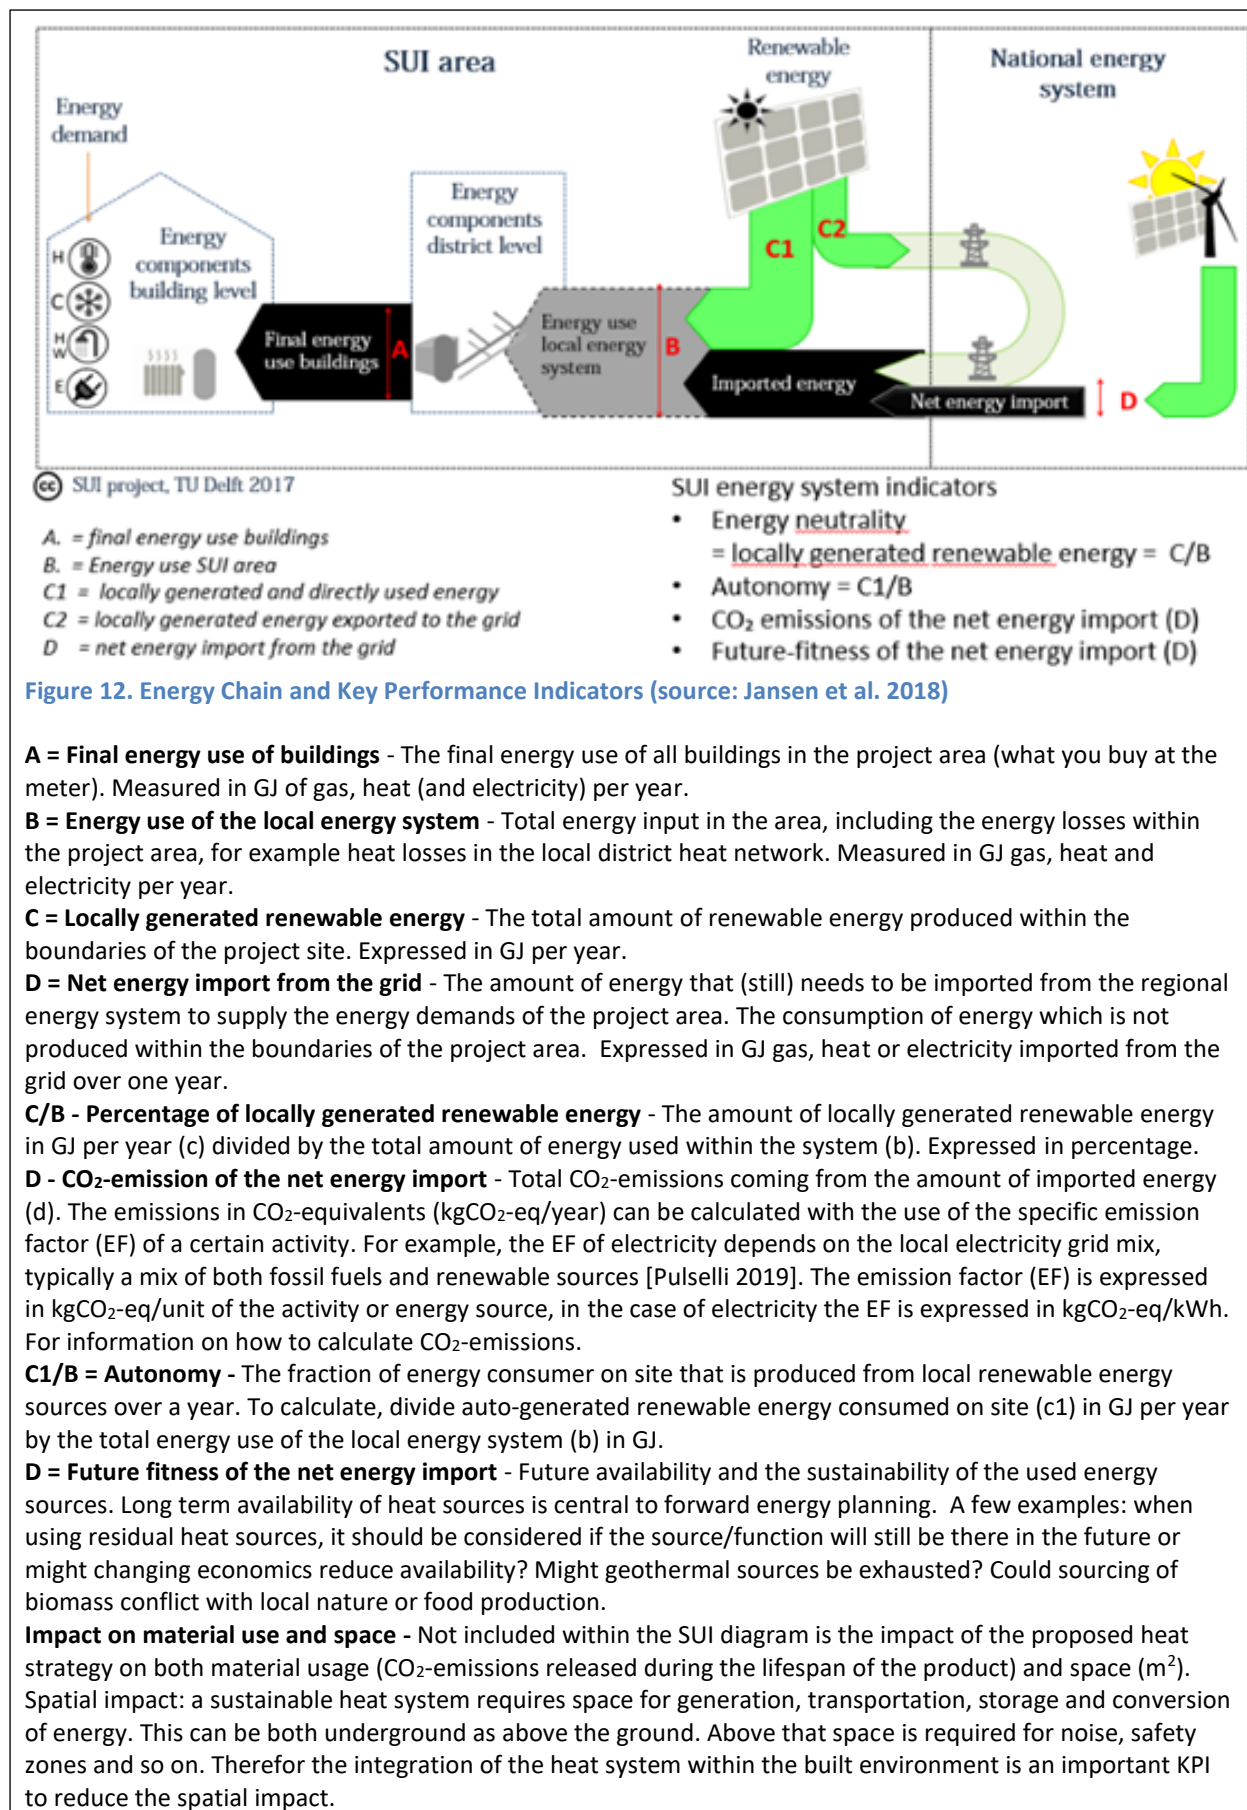 SUI area
Renewable
energy
National energy
system
Energy
demand
Energy
components
building level
Energy
components
district level
H
C
H
W
E
Final energy
use buildings
A
Energy use
local energy
system
B
C1
C2
Imported energy
Net energy import
D
cc SUI project, TU Delft 2017
A. = final energy use buildings
B. = Energy use SUI area
C1 = locally generated and directly used energy
C2 = locally generated energy exported to the grid
D = net energy import from the grid
SUI energy system indicators
• Energy neutrality
= locally generated renewable energy = C/B
• Autonomy = C1/B
• CO₂ emissions of the net energy import (D)
• Future-fitness of the net energy import (D)
Figure 12. Energy Chain and Key Performance Indicators (source: Jansen et al. 2018)
A = Final energy use of buildings - The final energy use of all buildings in the project area (what you buy at the
meter). Measured in GJ of gas, heat (and electricity) per year.
B = Energy use of the local energy system - Total energy input in the area, including the energy losses within
the project area, for example heat losses in the local district heat network. Measured in GJ gas, heat and
electricity per year.
C = Locally generated renewable energy - The total amount of renewable energy produced within the
boundaries of the project site. Expressed in GJ per year.
D = Net energy import from the grid - The amount of energy that (still) needs to be imported from the regional
energy system to supply the energy demands of the project area. The consumption of energy which is not
produced within the boundaries of the project area. Expressed in GJ gas, heat or electricity imported from the
grid over one year.
C/B - Percentage of locally generated renewable energy - The amount of locally generated renewable energy
in GJ per year (c) divided by the total amount of energy used within the system (b). Expressed in percentage.
D - CO₂-emission of the net energy import - Total CO₂-emissions coming from the amount of imported energy
(d). The emissions in CO₂-equivalents (kgCO₂-eq/year) can be calculated with the use of the specific emission
factor (EF) of a certain activity. For example, the EF of electricity depends on the local electricity grid mix,
typically a mix of both fossil fuels and renewable sources [Pulselli 2019]. The emission factor (EF) is expressed
in kgCO₂-eq/unit of the activity or energy source, in the case of electricity the EF is expressed in kgCO₂-eq/kWh.
For information on how to calculate CO₂-emissions.
C1/B = Autonomy - The fraction of energy consumer on site that is produced from local renewable energy
sources over a year. To calculate, divide auto-generated renewable energy consumed on site (c1) in GJ per year
by the total energy use of the local energy system (b) in GJ.
D = Future fitness of the net energy import - Future availability and the sustainability of the used energy
sources. Long term availability of heat sources is central to forward energy planning. A few examples: when
using residual heat sources, it should be considered if the source/function will still be there in the future or
might changing economics reduce availability? Might geothermal sources be exhausted? Could sourcing of
biomass conflict with local nature or food production.
Impact on material use and space - Not included within the SUI diagram is the impact of the proposed heat
strategy on both material usage (CO₂-emissions released during the lifespan of the product) and space (m²).
Spatial impact: a sustainable heat system requires space for generation, transportation, storage and conversion
of energy. This can be both underground as above the ground. Above that space is required for noise, safety
zones and so on. Therefor the integration of the heat system within the built environment is an important KPI
to reduce the spatial impact.